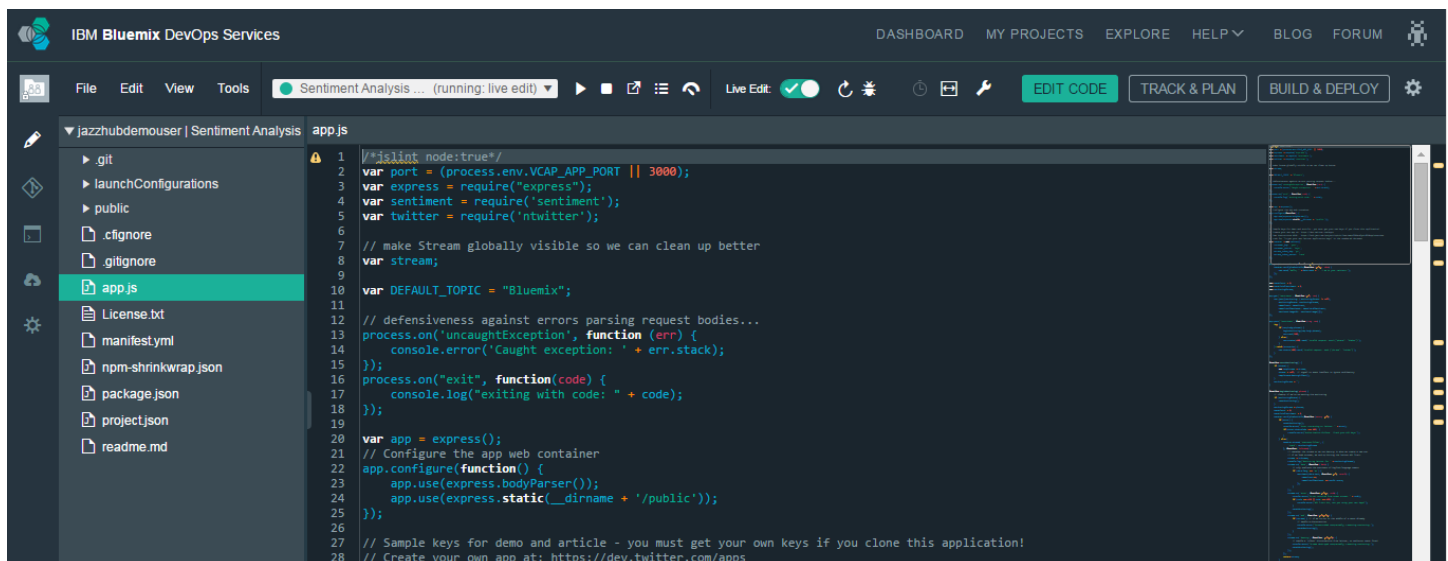 IBM Bluemix DevOps Services
DASHBOARD MY PROJECTS EXPLORE HELP BLOG FORUM
File Edit View Tools Sentiment Analysis ... (running: live edit) Live Edit: EDIT CODE TRACK & PLAN BUILD & DEPLOY
jazzhubdemouser | Sentiment Analysis
.git
launchConfigurations
public
.cfignore
.gitignore
app.js
License.txt
manifest.yml
npm-shrinkwrap.json
package.json
project.json
readme.md
app.js
1 /*jslint node:true*/
2 var port = (process.env.VCAP_APP_PORT || 3000);
3 var express = require("express");
4 var sentiment = require('sentiment');
5 var twitter = require('ntwitter');
6
7 // make Stream globally visible so we can clean up better
8 var stream;
9
10 var DEFAULT_TOPIC = "Bluemix";
11
12 // defensiveness against errors parsing request bodies...
13 process.on('uncaughtException', function (err) {
14     console.error('Caught exception: ' + err.stack);
15 });
16 process.on("exit", function(code) {
17     console.log("exiting with code: " + code);
18 });
19
20 var app = express();
21 // Configure the app web container
22 app.configure(function() {
23     app.use(express.bodyParser());
24     app.use(express.static(__dirname + '/public'));
25 });
26
27 // Sample keys for demo and article - you must get your own keys if you clone this application!
28 // Create your own app at: https://dev.twitter.com/apps